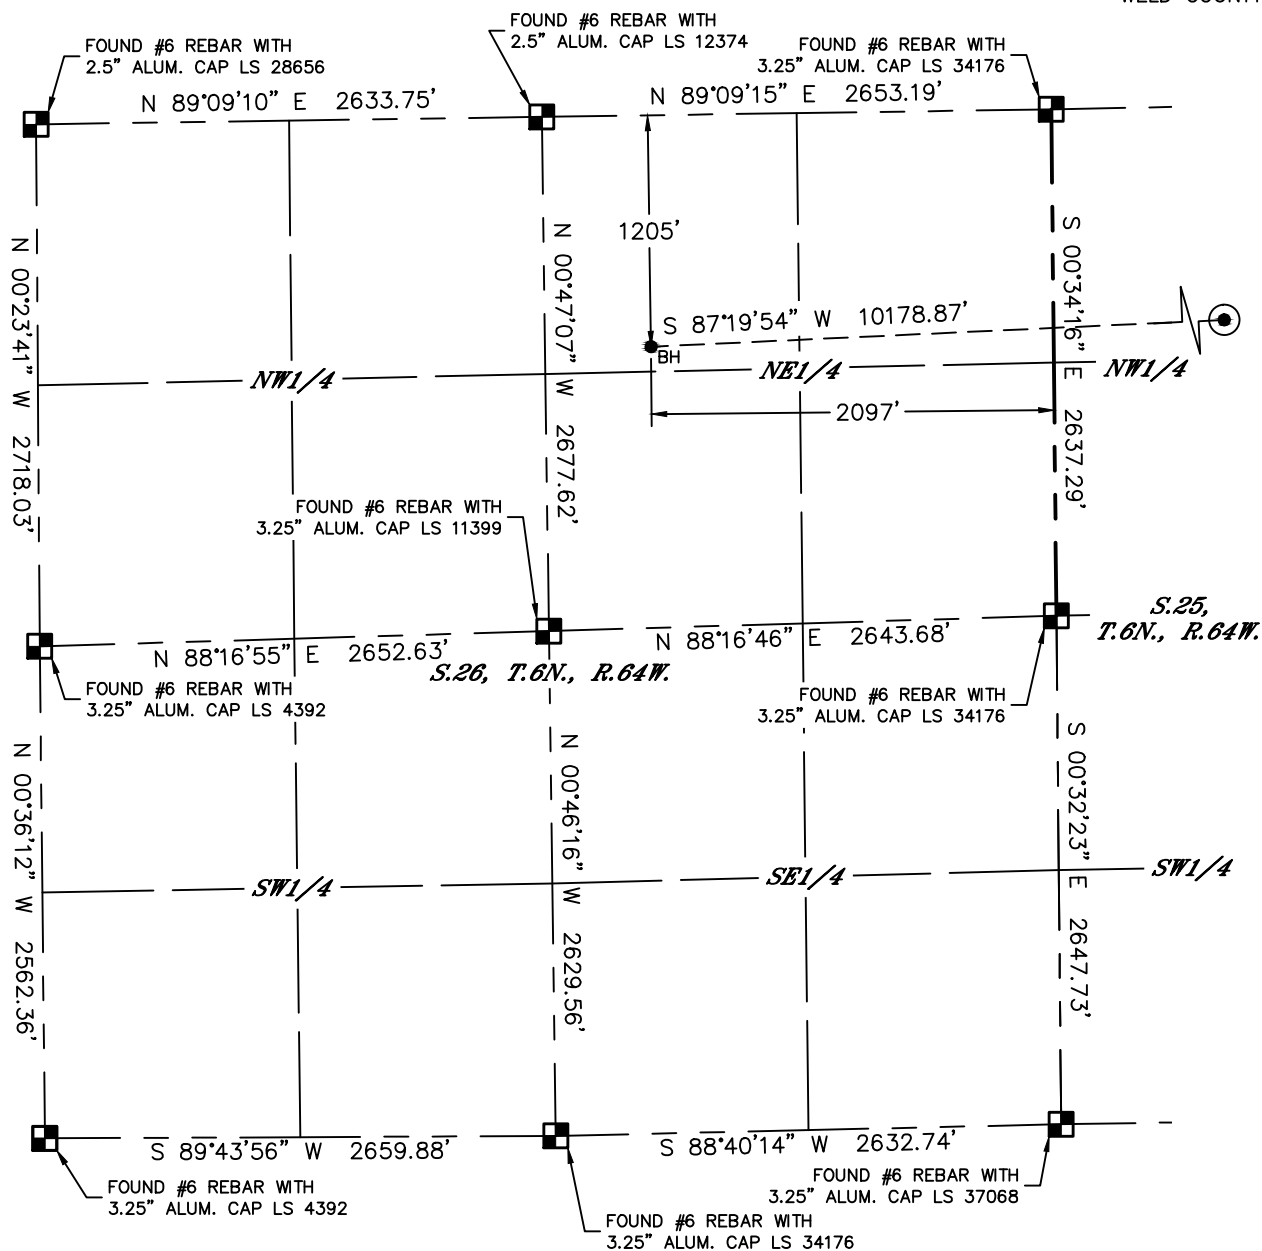 FOUND #6 REBAR WITH
2.5" ALUM. CAP LS 12374
FOUND #6 REBAR WITH
2.5" ALUM. CAP LS 28656
FOUND #6 REBAR WITH
3.25" ALUM. CAP LS 34176
N 89°09'10" E 2633.75'
N 89°09'15" E 2653.19'
1205'
N 00°23'41" W 2718.03'
N 00°47'07" W 2677.62'
S 00°34'16" E 2637.29'
S 87°19'54" W 10178.87'
BH
NW1/4
NE1/4
NW1/4
2097'
FOUND #6 REBAR WITH
3.25" ALUM. CAP LS 11399
S.25,
T.6N., R.64W.
N 88°16'55" E 2652.63'
N 88°16'46" E 2643.68'
S.26, T.6N., R.64W.
FOUND #6 REBAR WITH
3.25" ALUM. CAP LS 4392
FOUND #6 REBAR WITH
3.25" ALUM. CAP LS 34176
N 00°36'12" W 2562.36'
N 00°46'16" W 2629.56'
S 00°32'23" E 2647.73'
SW1/4
SE1/4
SW1/4
S 89°43'56" W 2659.88'
S 88°40'14" W 2632.74'
FOUND #6 REBAR WITH
3.25" ALUM. CAP LS 4392
FOUND #6 REBAR WITH
3.25" ALUM. CAP LS 37068
FOUND #6 REBAR WITH
3.25" ALUM. CAP LS 34176